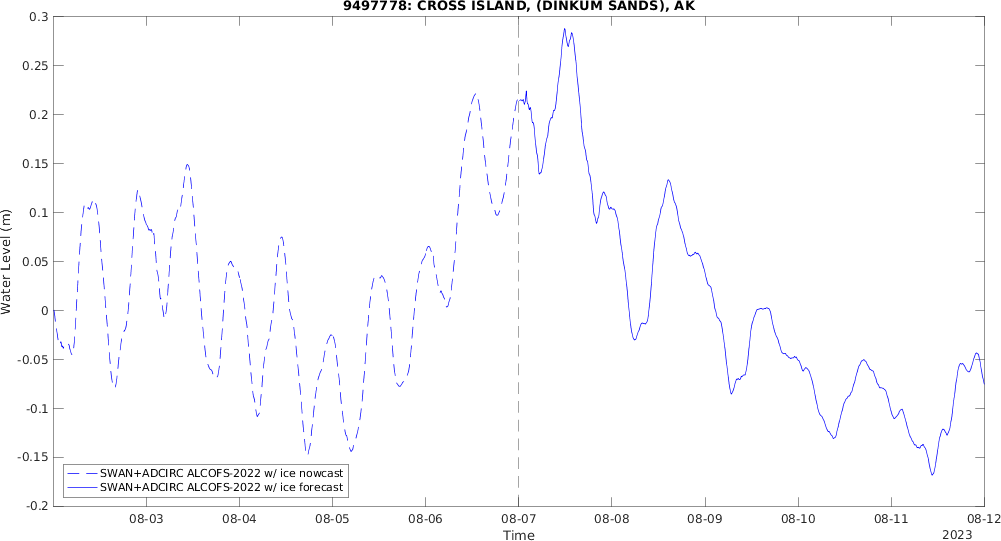 9497778: CROSS ISLAND, (DINKUM SANDS), AK
0.3
0.25
0.2
0.15
0.1
0.05
0
-0.05
-0.1
-0.15
-0.2
Water Level (m)
SWAN+ADCIRC ALCOFS-2022 w/ ice nowcast
SWAN+ADCIRC ALCOFS-2022 w/ ice forecast
08-03 08-04 08-05 08-06 08-07 08-08 08-09 08-10 08-11 08-12
Time
2023